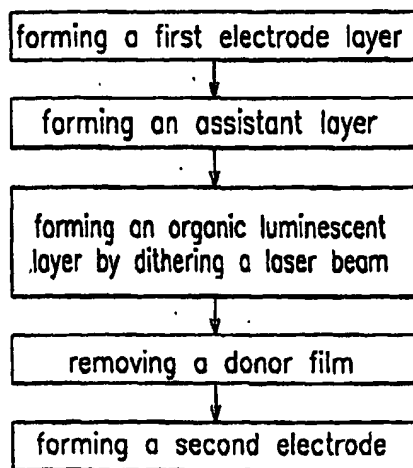 forming a first electrode layer
forming an assistant layer
forming an organic luminescent
layer by dithering a laser beam
removing a donor film
forming a second electrode